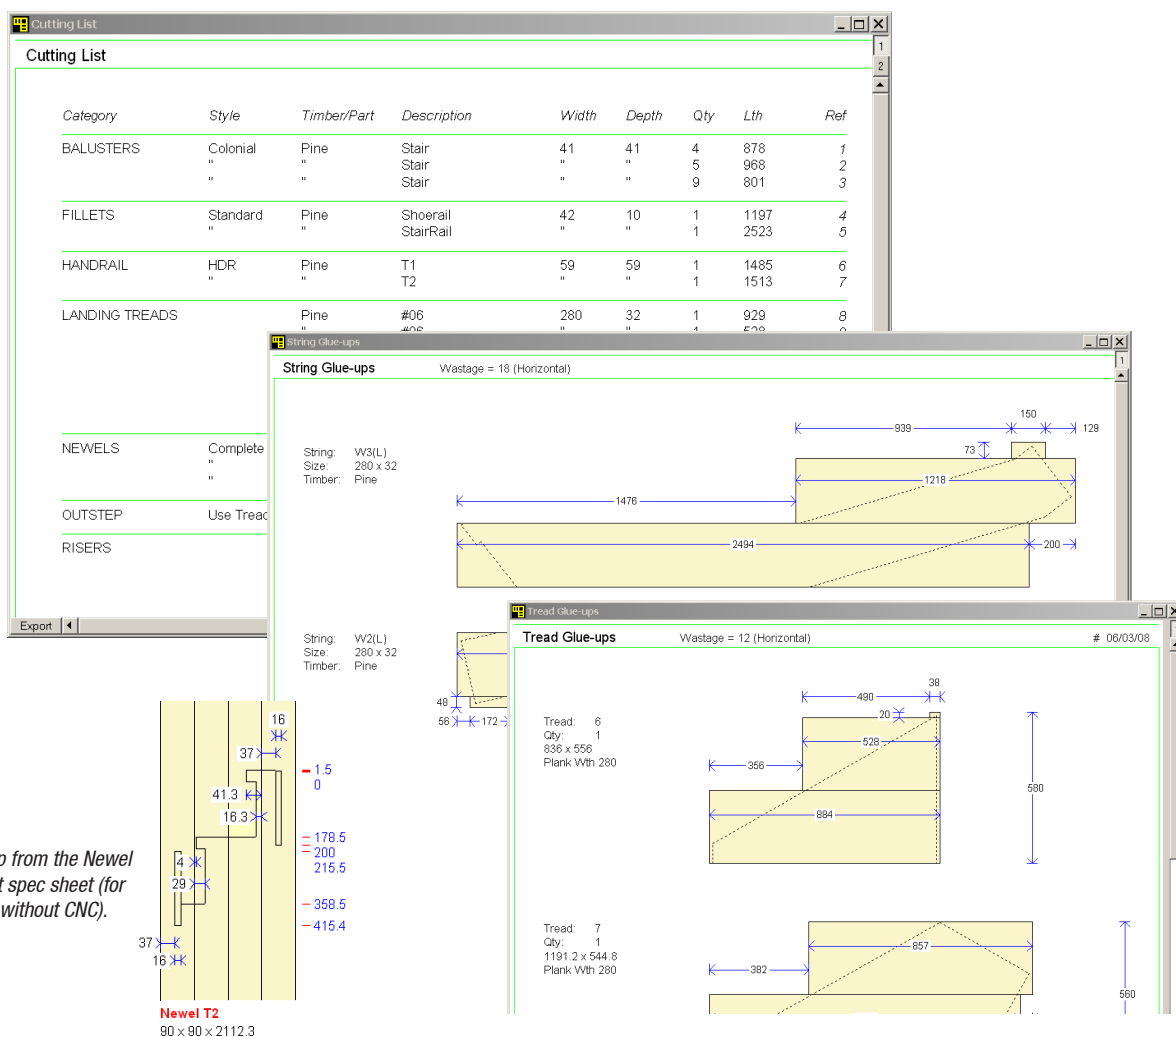 Cutting List
Cutting List
1
2
Category Style Timber/Part Description Width Depth Qty Lth Ref
BALUSTERS Colonial Pine Stair 41 41 4 878 1
" " Stair " " 5 968 2
" " Stair " " 9 801 3
FILLETS Standard Pine Shoerail 42 10 1 1197 4
" " StairRail " " 1 2523 5
HANDRAIL HDR Pine T1 59 59 1 1485 6
" " T2 " " 1 1513 7
LANDING TREADS Pine #06 280 32 1 929 8
NEWELS Complete
"
"
OUTSTEP Use Tread
RISERS
Export
String Glue-ups
1
String Glue-ups Wastage = 18 (Horizontal)
String: W3(L)
Size: 280 x 32
Timber: Pine
150
939
129
73
1218
1476
2494
200
String: W2(L)
Size: 280 x 32
Timber: Pine
48
56
172
Tread Glue-ups
Tread Glue-ups Wastage = 12 (Horizontal) # 06/03/08
Tread: 6
Qty: 1
836 x 556
Plank Wth 280
38
490
20
528
356
580
884
Tread: 7
Qty: 1
1191.2 x 544.8
Plank Wth 280
857
382
560
16
37
1.5
0
41.3
16.3
178.5
200
215.5
4
29
358.5
415.4
37
16
Newel T2
90 x 90 x 2112.3
p from the Newel
t spec sheet (for
without CNC).